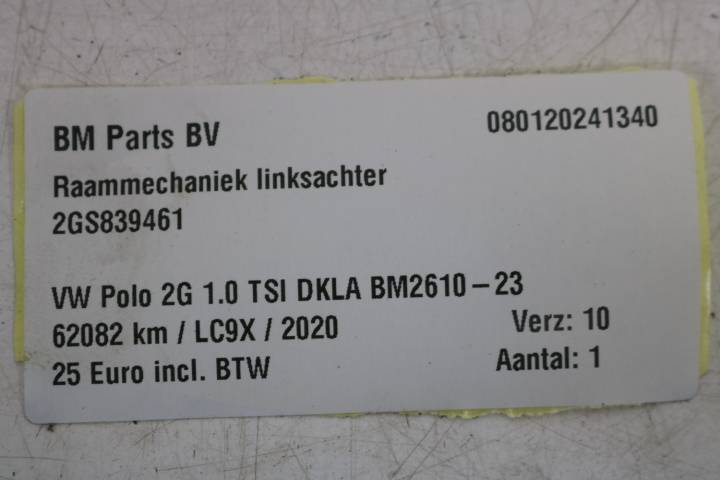 BM Parts BV 080120241340
Raammechaniek linksachter
2GS839461
VW Polo 2G 1.0 TSI DKLA BM2610-23
62082 km / LC9X / 2020 Verz: 10
25 Euro incl. BTW Aantal: 1